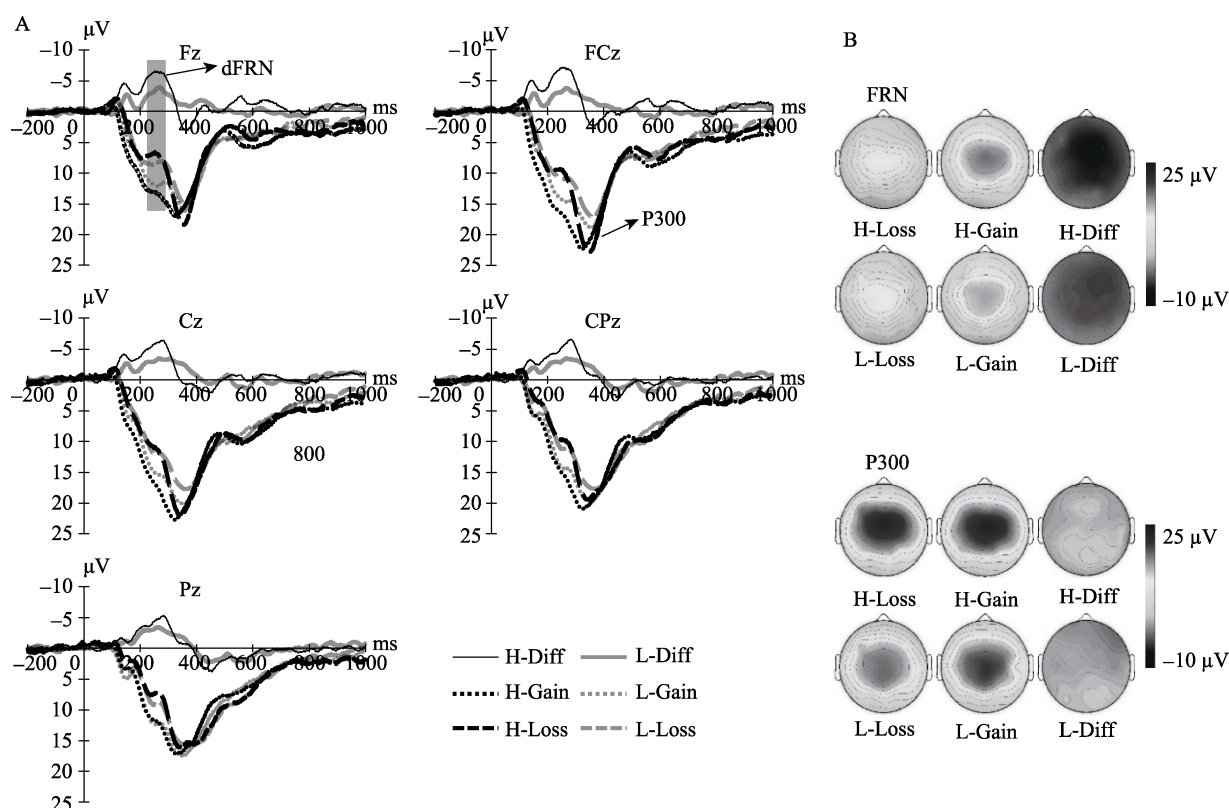 A
μV
Fz
dFRN
ms
–10
–5
5
10
15
20
25
–200 0 200 400 600 800 1000
μV
FCz
P300
ms
–10
–5
5
10
15
20
25
–200 0 200 400 600 800 1000
μV
Cz
ms
–10
–5
5
10
15
20
25
–200 0 200 400 600 800 1000
800
μV
CPz
ms
–10
–5
5
10
15
20
25
–200 0 200 400 600 800 1000
μV
Pz
ms
–10
–5
5
10
15
20
25
–200 0 200 400 600 800 1000
H-Diff L-Diff
H-Gain L-Gain
H-Loss L-Loss
B
FRN
H-Loss H-Gain H-Diff
L-Loss L-Gain L-Diff
25 μV
–10 μV
P300
H-Loss H-Gain H-Diff
L-Loss L-Gain L-Diff
25 μV
–10 μV